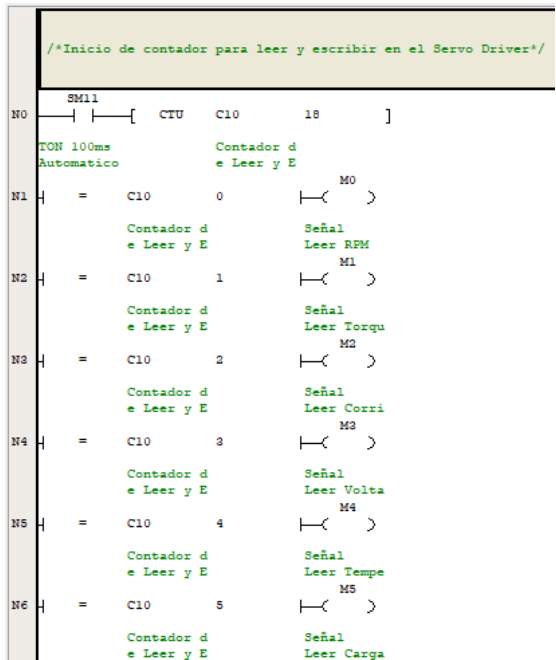 /*Inicio de contador para leer y escribir en el Servo Driver*/
SM11
N0 [ CTU C10 18 ]
TON 100ms Contador d
Automatico e Leer y E
M0
N1 = C10 0 ( )
Contador d Señal
e Leer y E Leer RPM
M1
N2 = C10 1 ( )
Contador d Señal
e Leer y E Leer Torqu
M2
N3 = C10 2 ( )
Contador d Señal
e Leer y E Leer Corri
M3
N4 = C10 3 ( )
Contador d Señal
e Leer y E Leer Volta
M4
N5 = C10 4 ( )
Contador d Señal
e Leer y E Leer Tempe
M5
N6 = C10 5 ( )
Contador d Señal
e Leer y E Leer Carga